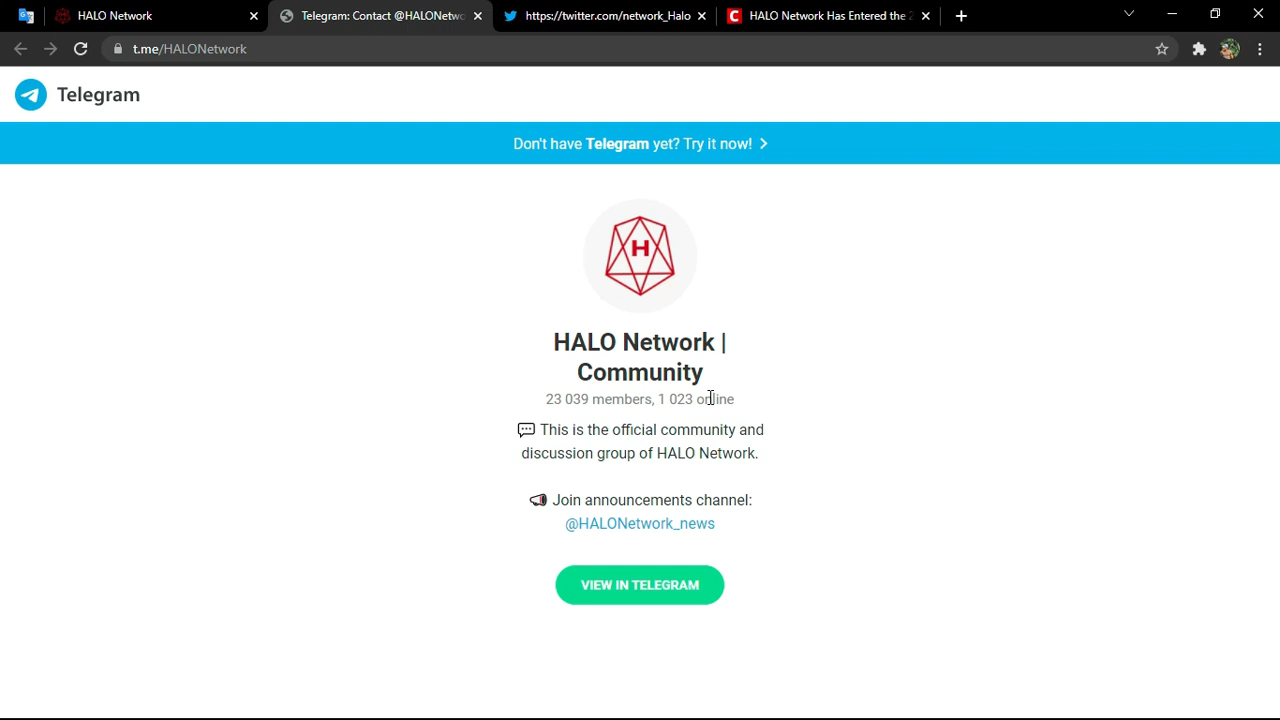 HALO Network
Telegram: Contact @HALONetwo
https://twitter.com/network_Halo
HALO Network Has Entered the 2
t.me/HALONetwork
Telegram
Don't have Telegram yet? Try it now!
H
HALO Network |
Community
23 039 members, 1 023 online
This is the official community and
discussion group of HALO Network.
Join announcements channel:
@HALONetwork_news
VIEW IN TELEGRAM